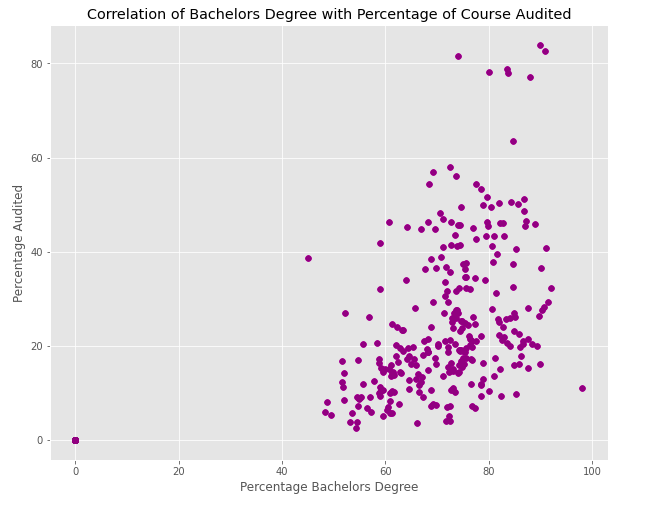 Correlation of Bachelors Degree with Percentage of Course Audited
80
60
40
20
0
Percentage Audited
0 20 40 60 80 100
Percentage Bachelors Degree